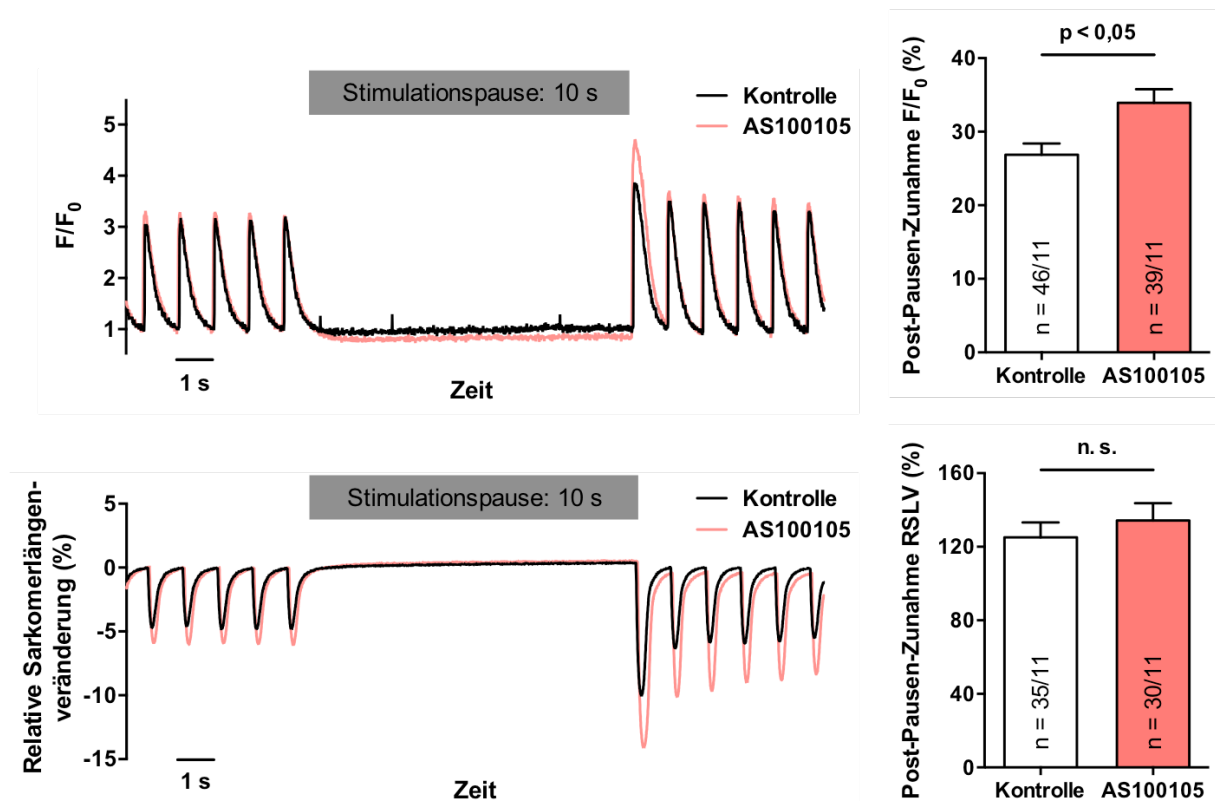 Stimulationspause: 10 s
Kontrolle
AS100105
F/F0
5
4
3
2
1
1 s
Zeit
p < 0,05
Post-Pausen-Zunahme F/F0 (%)
40
30
20
10
0
n = 46/11
n = 39/11
Kontrolle AS100105
Stimulationspause: 10 s
Kontrolle
AS100105
Relative Sarkomerlängen-
veränderung (%)
5
0
-5
-10
-15
1 s
Zeit
n. s.
Post-Pausen-Zunahme RSLV (%)
160
120
80
40
0
n = 35/11
n = 30/11
Kontrolle AS100105